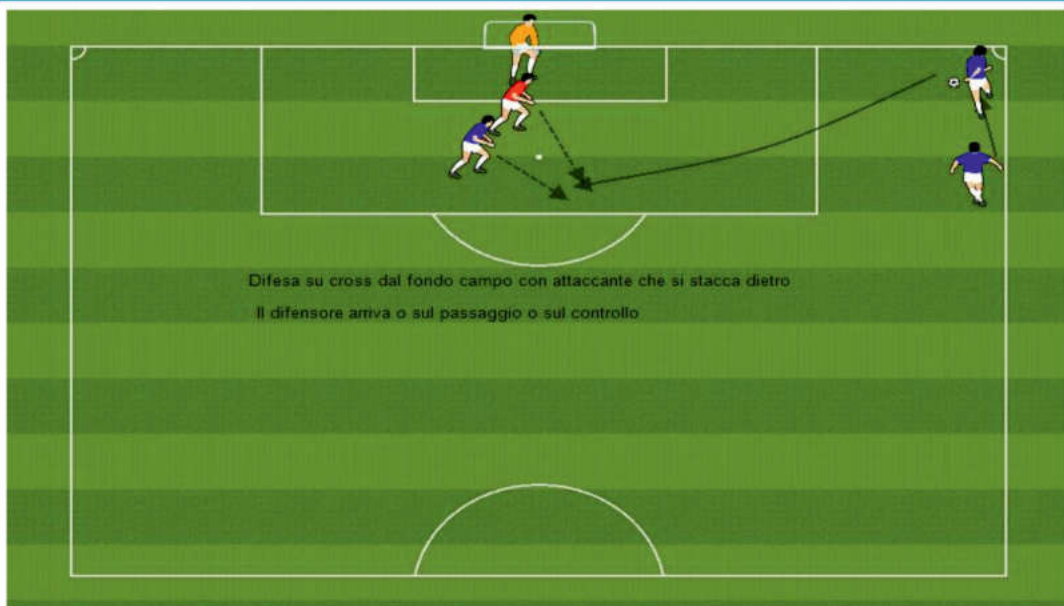 Difesa su cross dal fondo campo con attaccante che si stacca dietro
Il difensore arriva o sul passaggio o sul controllo